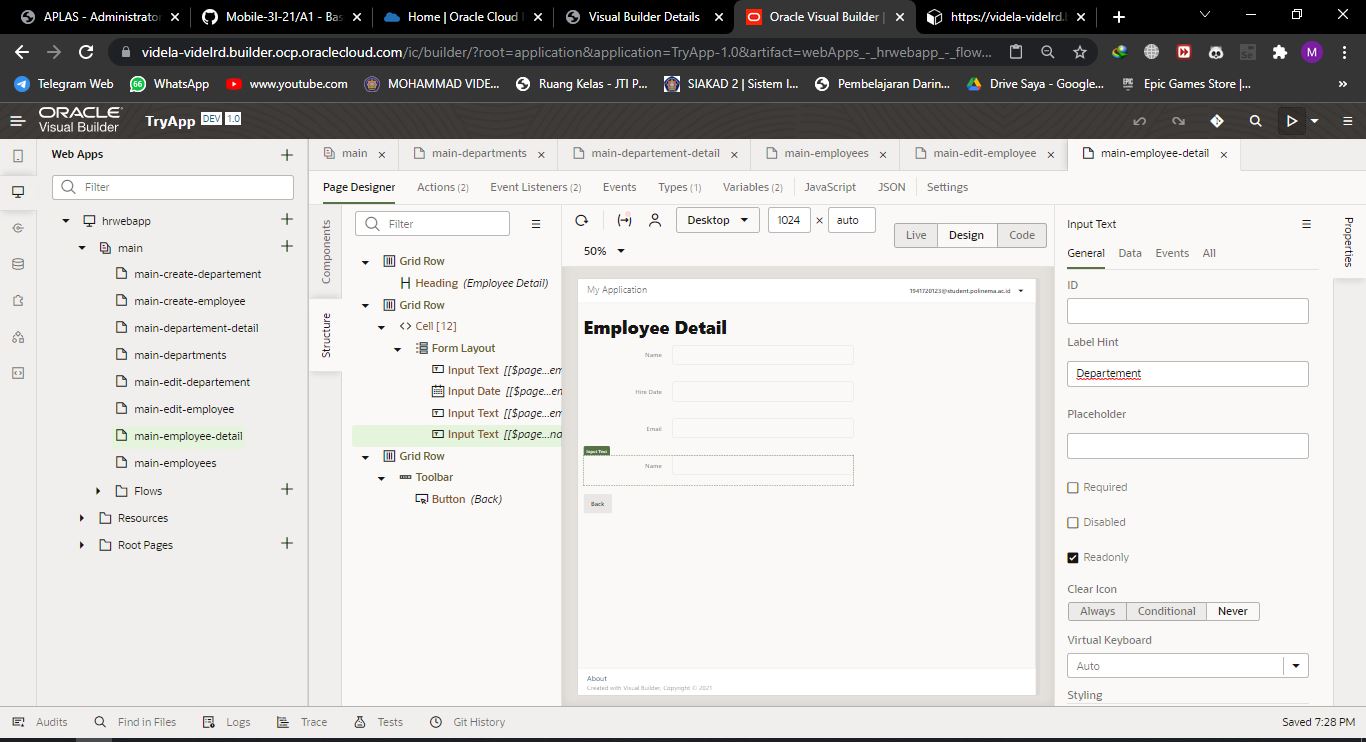 APLAS - Administrator
Mobile-3I-21/A1 - Bas
Home | Oracle Cloud I
Visual Builder Details
Oracle Visual Builder |
https://videla-videlrd.b
videla-videlrd.builder.ocp.oraclecloud.com/ic/builder/?root=application&application=TryApp-1.0&artifact=webApps_-_hrwebapp_-_flow...
M
Telegram Web
66
WhatsApp
www.youtube.com
MOHAMMAD VIDE...
Ruang Kelas - JTI P...
SIAKAD 2 | Sistem I...
Pembelajaran Darin...
Drive Saya - Google...
Epic Games Store |...
»
ORACLE
Visual Builder
TryApp DEV 1.0
Web Apps
Filter
hrwebapp
main
main-create-departement
main-create-employee
main-departement-detail
main-departments
main-edit-departement
main-edit-employee
main-employee-detail
main-employees
Flows
Resources
Root Pages
main
main-departments
main-departement-detail
main-employees
main-edit-employee
main-employee-detail
Page Designer
Actions (2)
Event Listeners (2)
Events
Types (1)
Variables (2)
JavaScript
JSON
Settings
Components
Structure
Filter
Grid Row
Heading (Employee Detail)
Grid Row
Cell [12]
Form Layout
Input Text [[$page...em
Input Date [[$page...en
Input Text [[$page...em
Input Text [[$page...na
Grid Row
Toolbar
Button (Back)
Desktop
1024 × auto
Live
Design
Code
50%
My Application
1941720123@student.polinema.ac.id
Employee Detail
Name
Hire Date
Email
Input Text
Name
Back
About
Created with Visual Builder, Copyright © 2021
Input Text
Properties
General
Data
Events
All
ID
Label Hint
Departement
Placeholder
Required
Disabled
Readonly
Clear Icon
Always
Conditional
Never
Virtual Keyboard
Auto
Styling
Audits
Find in Files
Logs
Trace
Tests
Git History
Saved 7:28 PM